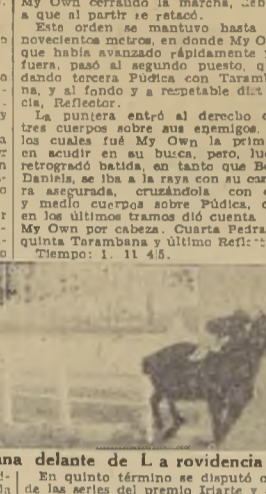 My Own cerrando la marcha,
a que al partir se retacó.
Este orden se mantuvo hasta
novecientos metros, en donde My O
que había avanzado rápidamente
fuera, pasó al segundo puesto, q
dando tercera Púdica con Taramb
na, y al fondo y a respetable dist
cia, Reflector.
La puntera entró al derecho
tres cuerpos sobre sus enemigos,
los cuales fué My Own la prim
en acudir en su busca, pero, lu
retrogradó batida, en tanto que Be
Daniels, se iba a la raya con su car
ra asegurada, cruzándola con
y medio cuerpos sobre Púdica,
en los últimos tramos dió cuenta
My Own por cabeza. Cuarta Pedra
quinta Tarambana y último Refle
Tiempo: 1. 11 4|5.
ana delante de L a rovidencia
En quinto término se disputó
de las series del premio Iriarte y